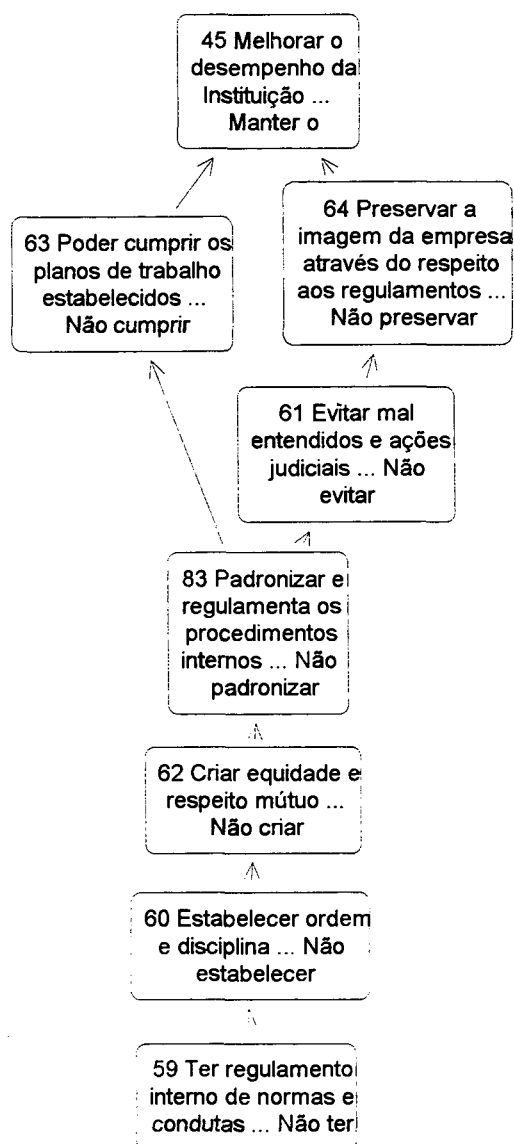 45 Melhorar o
desempenho da
Instituição ...
Manter o
63 Poder cumprir os
planos de trabalho
estabelecidos ...
Não cumprir
64 Preservar a
imagem da empresa
através do respeito
aos regulamentos ...
Não preservar
61 Evitar mal
entendidos e ações
judiciais ... Não
evitar
83 Padronizar e
regulamenta os
procedimentos
internos ... Não
padronizar
62 Criar equidade e
respeito mútuo ...
Não criar
60 Estabelecer ordem
e disciplina ... Não
estabelecer
59 Ter regulamento
interno de normas e
condutas ... Não ter